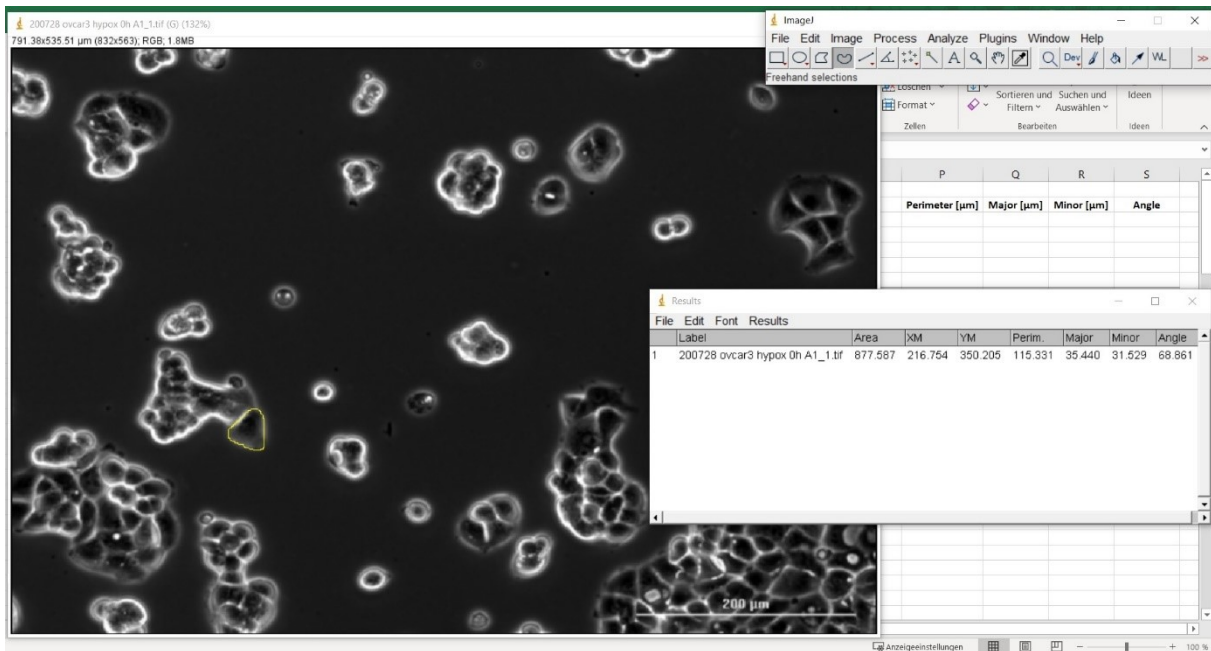 200728 ovcar3 hypox 0h A1_1.tif (G) (132%)
791.38x535.51 µm (832x563); RGB; 1.8MB
200 µm
ImageJ
File Edit Image Process Analyze Plugins Window Help
A Dev WL >>
Freehand selections
Löschen
Format
Sortieren und Filtern
Suchen und Auswählen
Ideen
Zellen Bearbeiten Ideen
P Q R S
Perimeter [µm] Major [µm] Minor [µm] Angle
Results
File Edit Font Results
Label Area XM YM Perim. Major Minor Angle
1 200728 ovcar3 hypox 0h A1_1.tif 877.587 216.754 350.205 115.331 35.440 31.529 68.861
Anzeigeeinstellungen 100 %